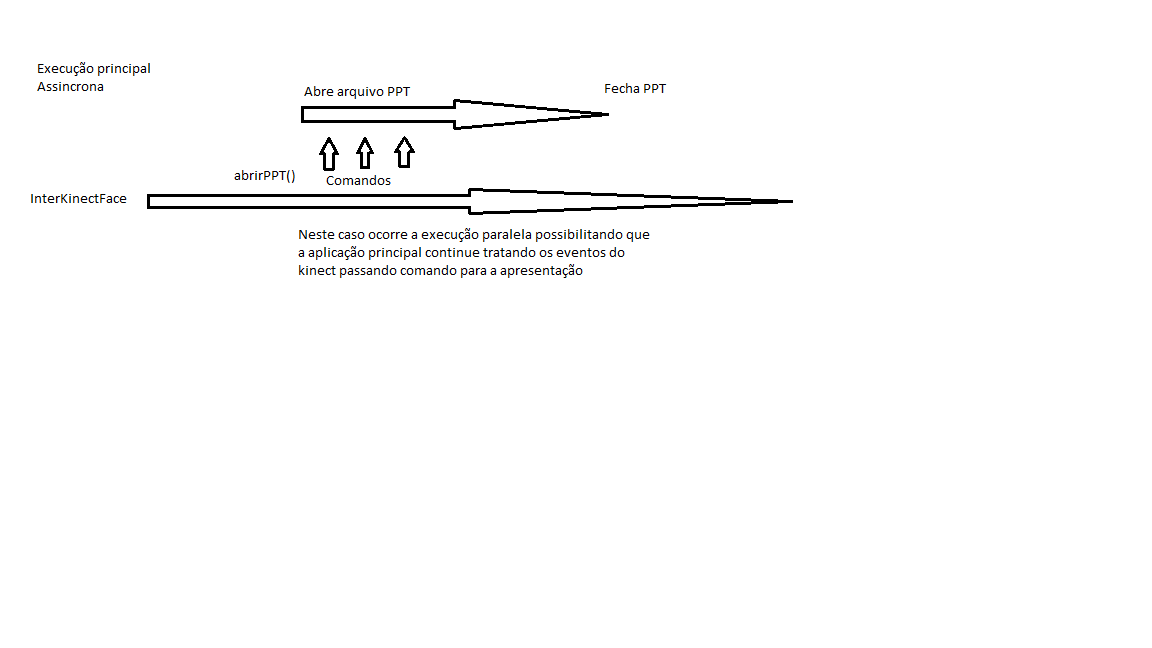 Execução principal
Assincrona
Abre arquivo PPT
Fecha PPT
abrirPPT()
Comandos
InterKinectFace
Neste caso ocorre a execução paralela possibilitando que
a aplicação principal continue tratando os eventos do
kinect passando comando para a apresentação